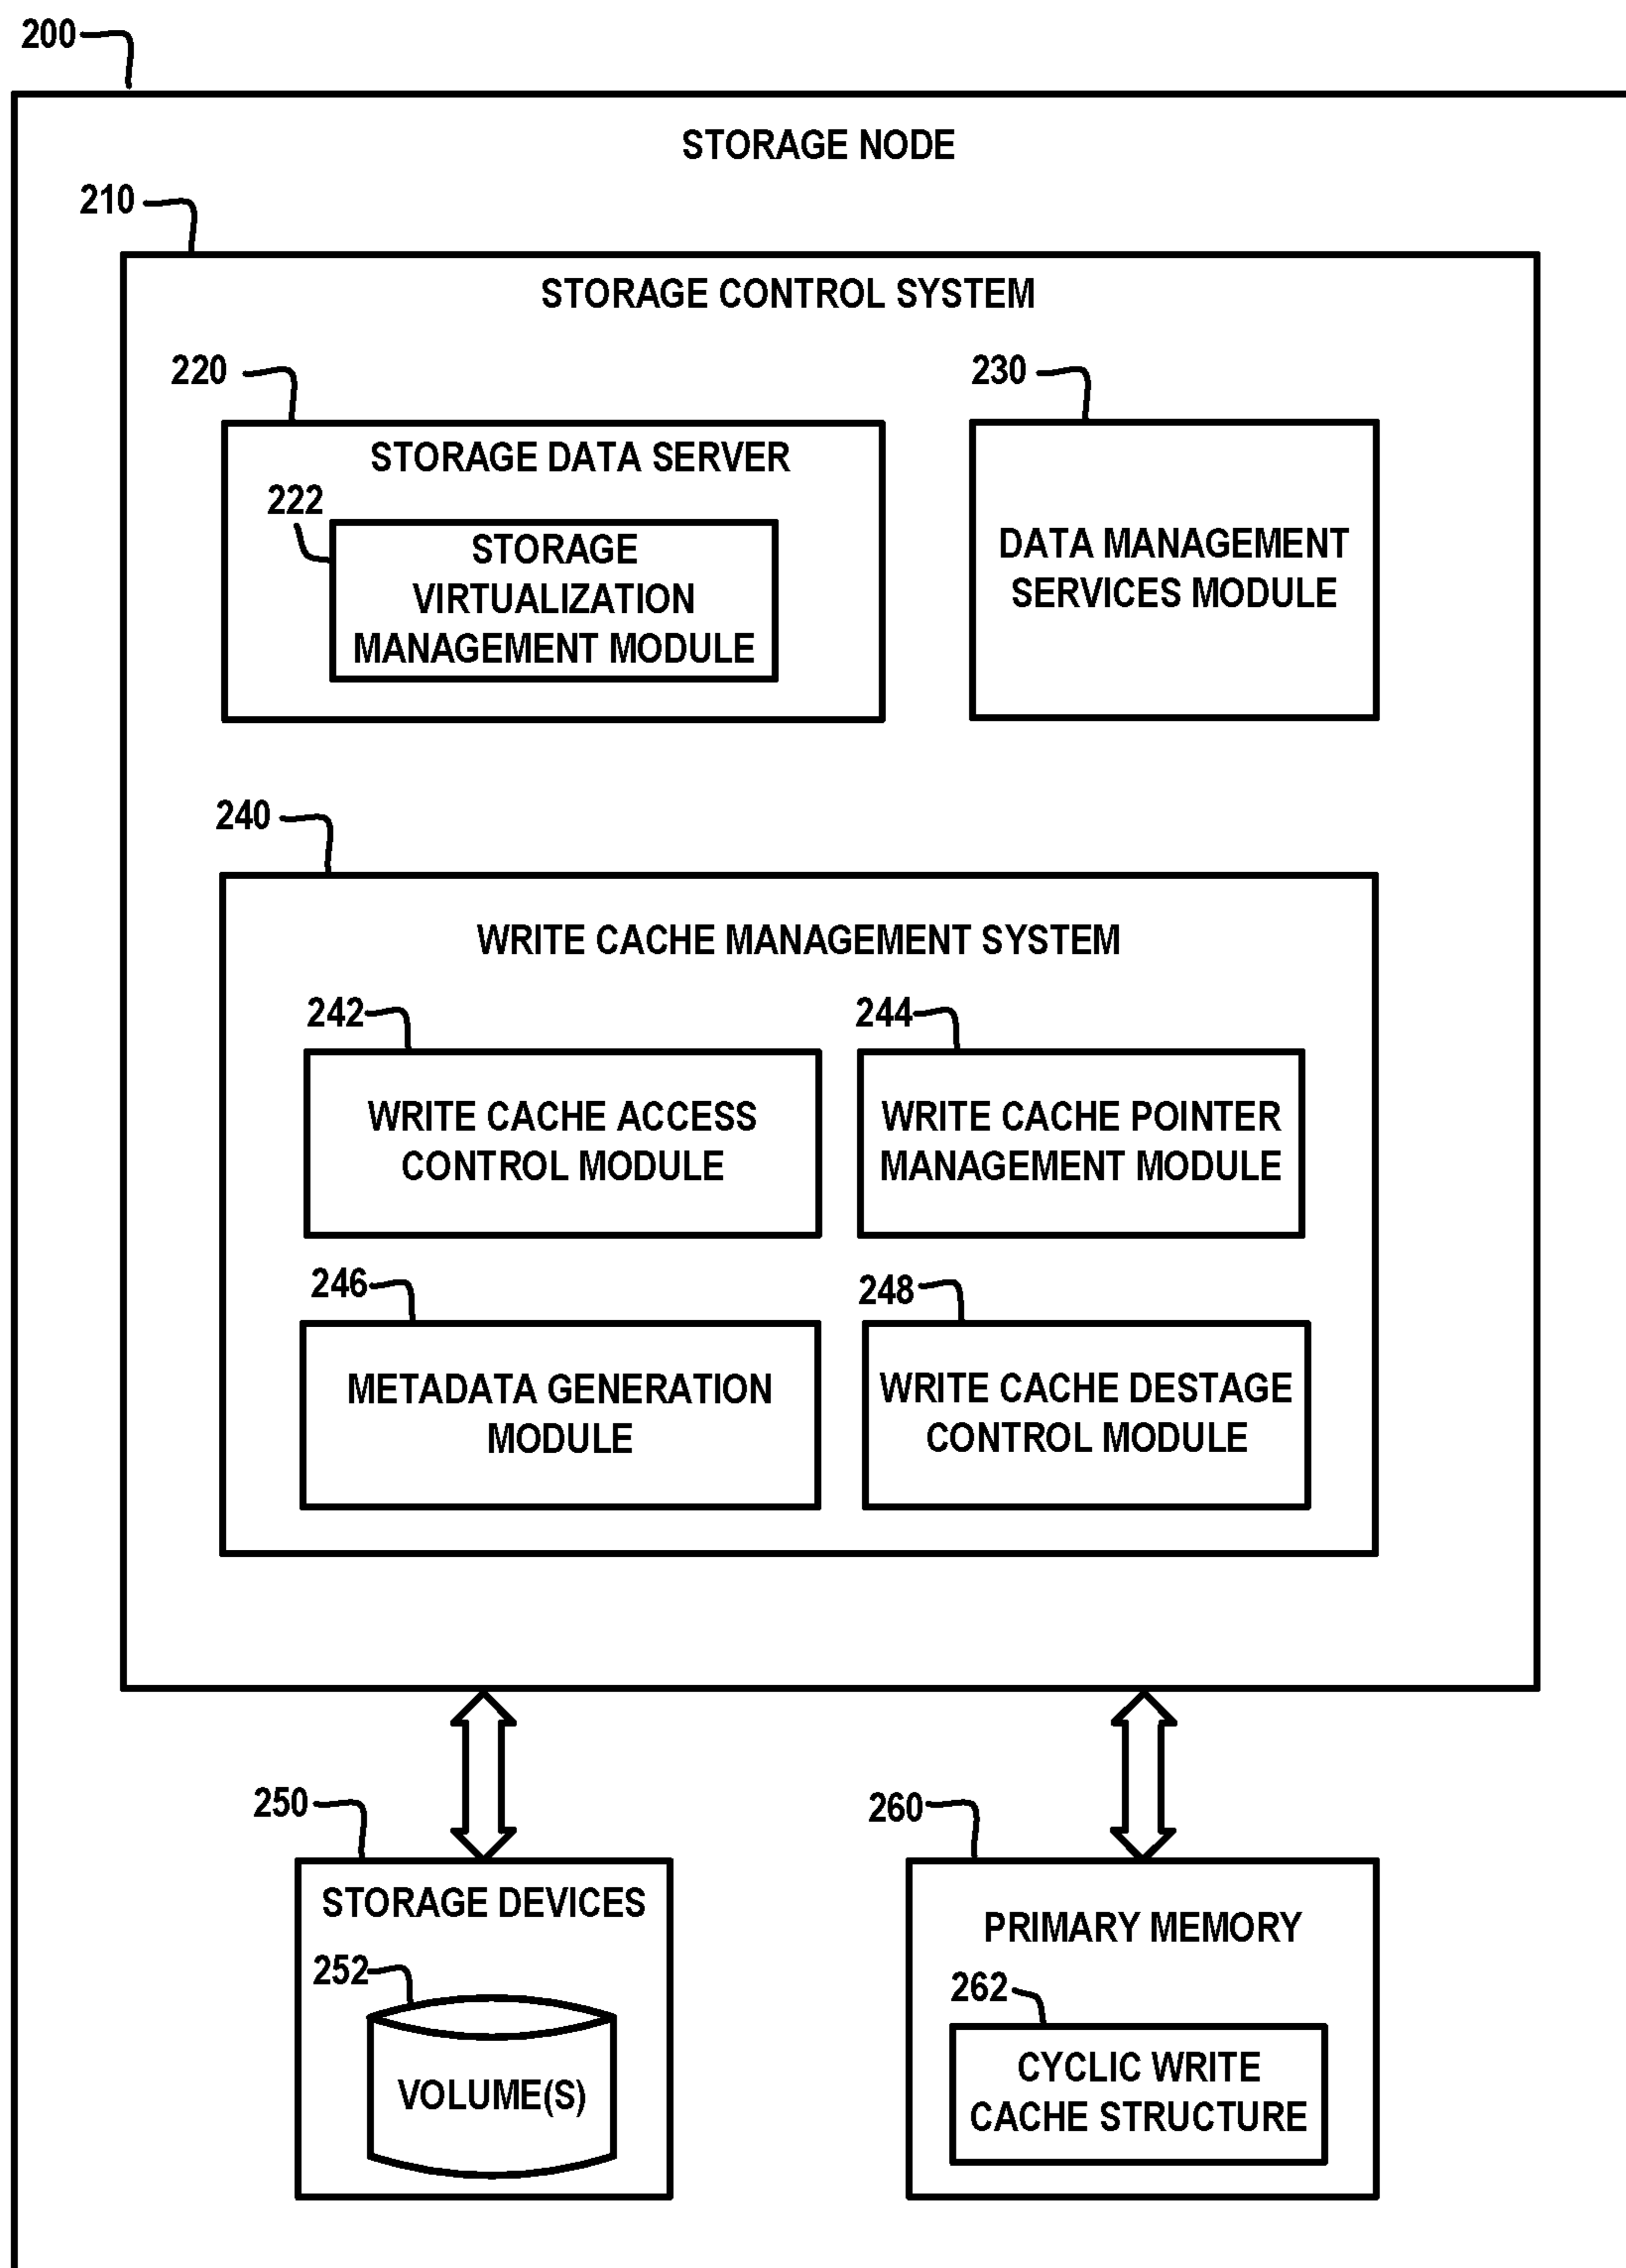 200
STORAGE NODE
210
STORAGE CONTROL SYSTEM
220
230
STORAGE DATA SERVER
222
STORAGE
VIRTUALIZATION
MANAGEMENT MODULE
DATA MANAGEMENT
SERVICES MODULE
240
WRITE CACHE MANAGEMENT SYSTEM
242
244
WRITE CACHE ACCESS
CONTROL MODULE
WRITE CACHE POINTER
MANAGEMENT MODULE
246
248
METADATA GENERATION
MODULE
WRITE CACHE DESTAGE
CONTROL MODULE
250
260
STORAGE DEVICES
252
VOLUME(S)
PRIMARY MEMORY
262
CYCLIC WRITE
CACHE STRUCTURE